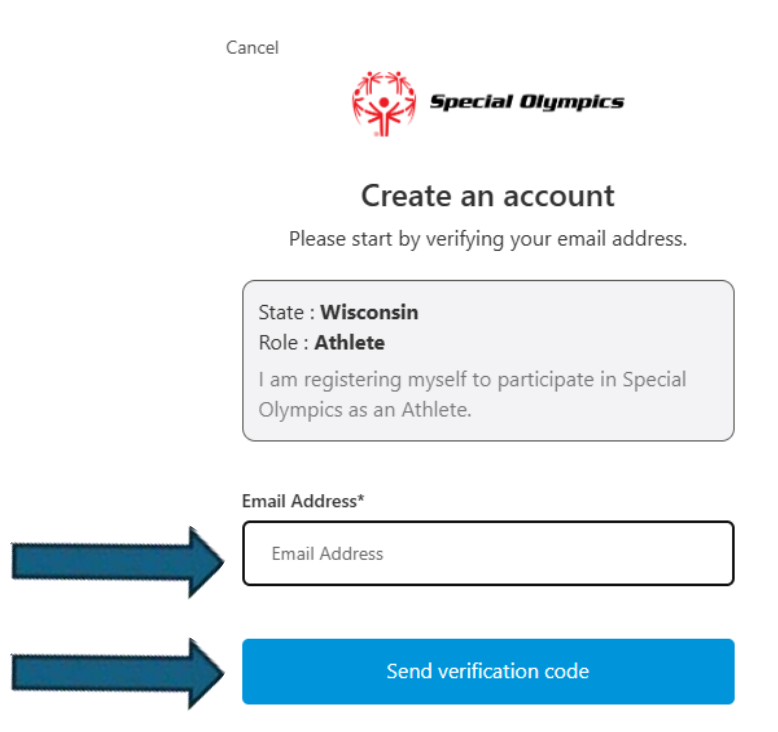 Cancel
Special Olympics
Create an account
Please start by verifying your email address.
State : Wisconsin
Role : Athlete
I am registering myself to participate in Special
Olympics as an Athlete.
Email Address*
Email Address
Send verification code